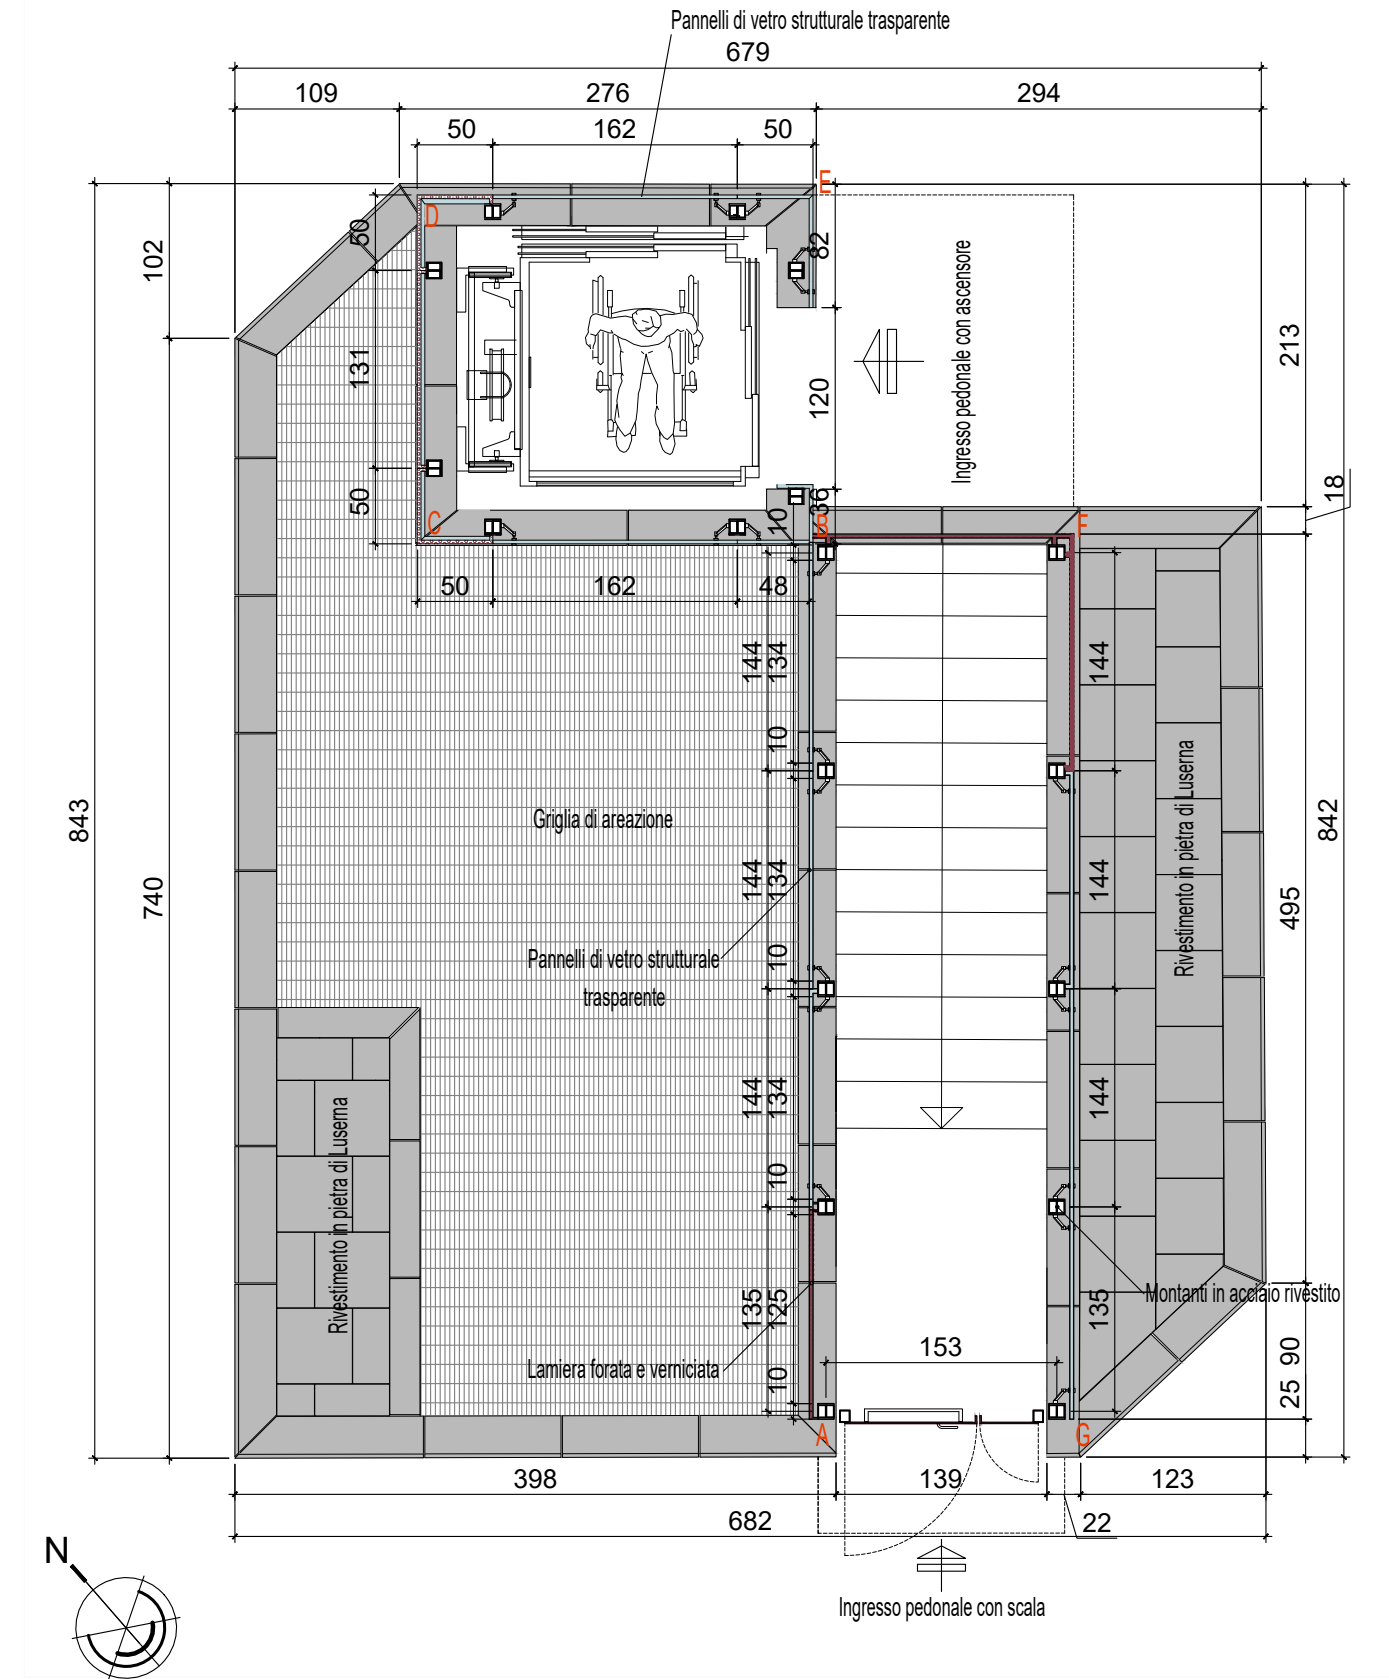 Pannelli di vetro strutturale trasparente
679
109
276
294
50
162
50
E
D
50
82
102
131
120
Ingresso pedonale con ascensore
213
50
C
10
36
B
F
18
50
162
48
144
134
144
10
843
740
Griglia di areazione
144
134
144
Rivestimento in pietra di Luserna
495
842
Pannelli di vetro strutturale
trasparente
10
144
134
144
10
Rivestimento in pietra di Luserna
135
125
135
Montanti in acciaio rivestito
153
90
Lamiera forata e verniciata
10
25
A
G
398
139
123
682
22
N
Ingresso pedonale con scala